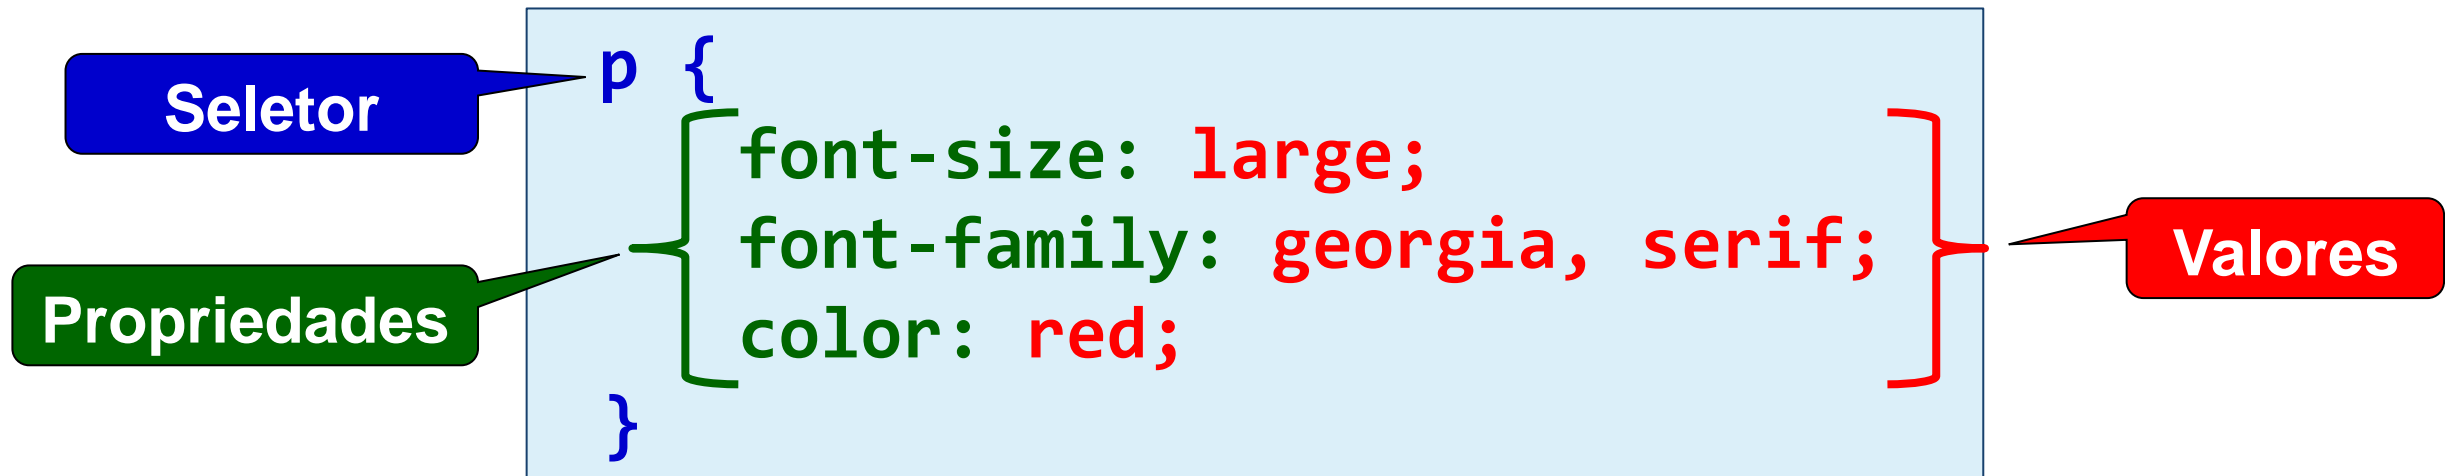 Seletor
p {
font-size: large;
font-family: georgia, serif;
color: red;
}
Propriedades
Valores